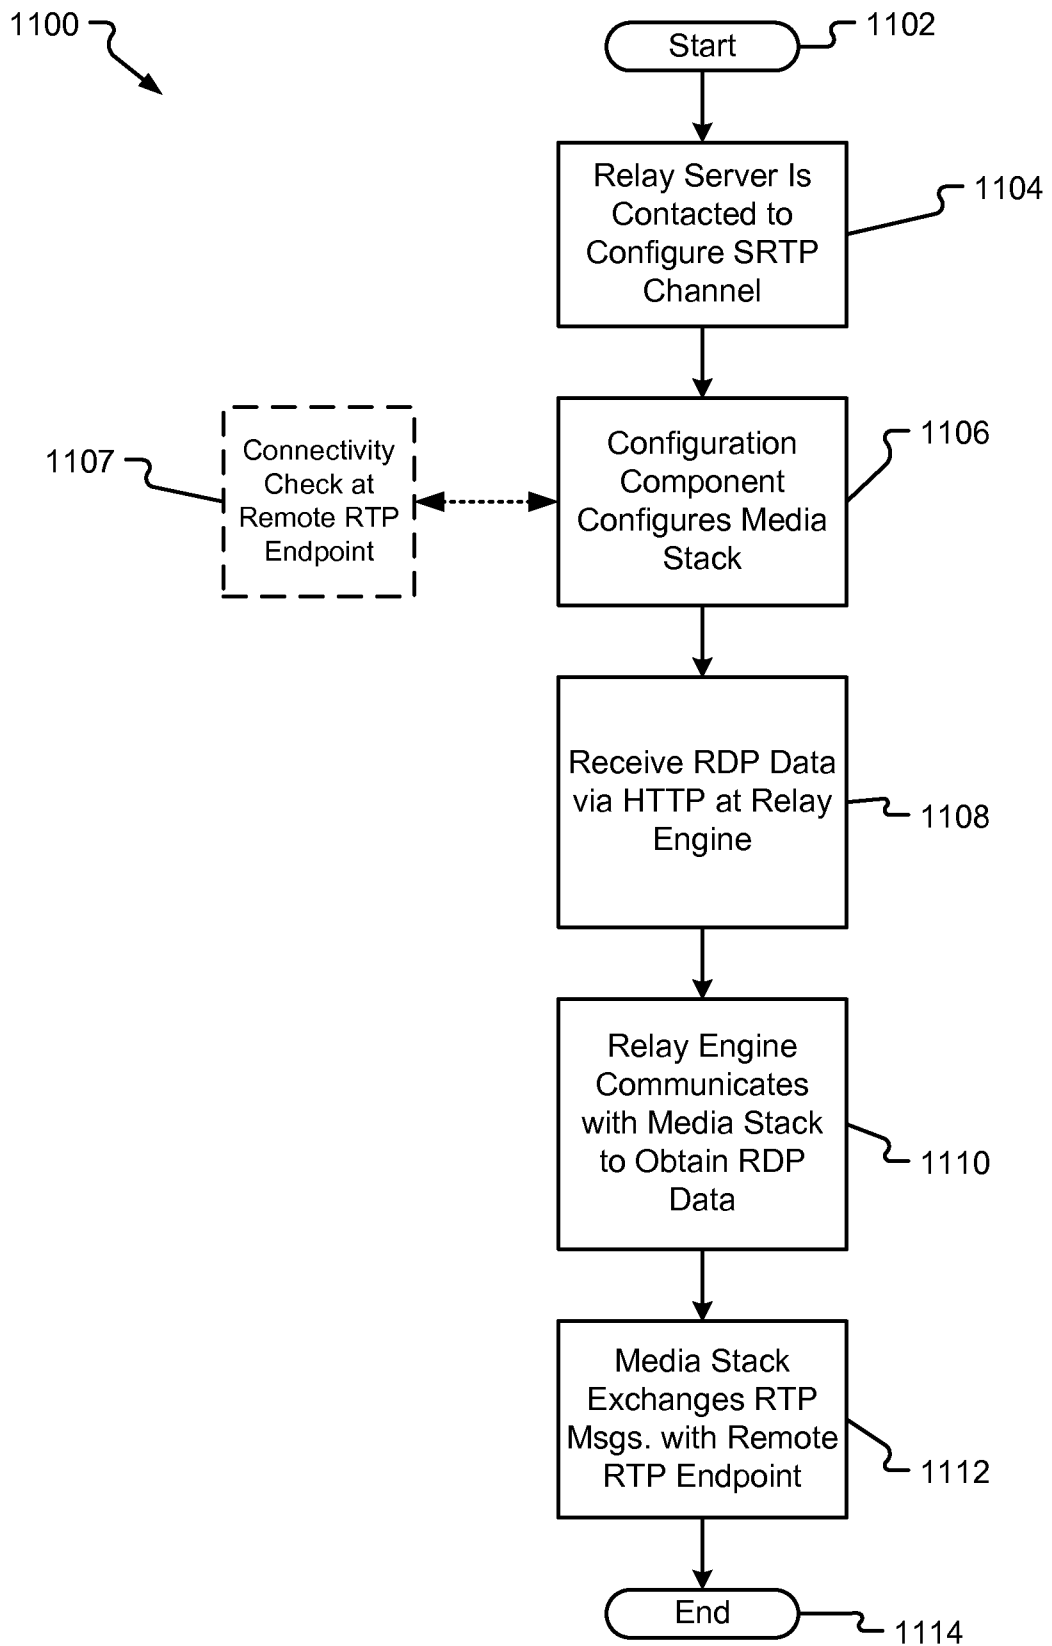 1100
Start
1102
Relay Server Is
Contacted to
Configure SRTP
Channel
1104
Connectivity
Check at
Remote RTP
Endpoint
1107
Configuration
Component
Configures Media
Stack
1106
Receive RDP Data
via HTTP at Relay
Engine
1108
Relay Engine
Communicates
with Media Stack
to Obtain RDP
Data
1110
Media Stack
Exchanges RTP
Msgs. with Remote
RTP Endpoint
1112
End
1114